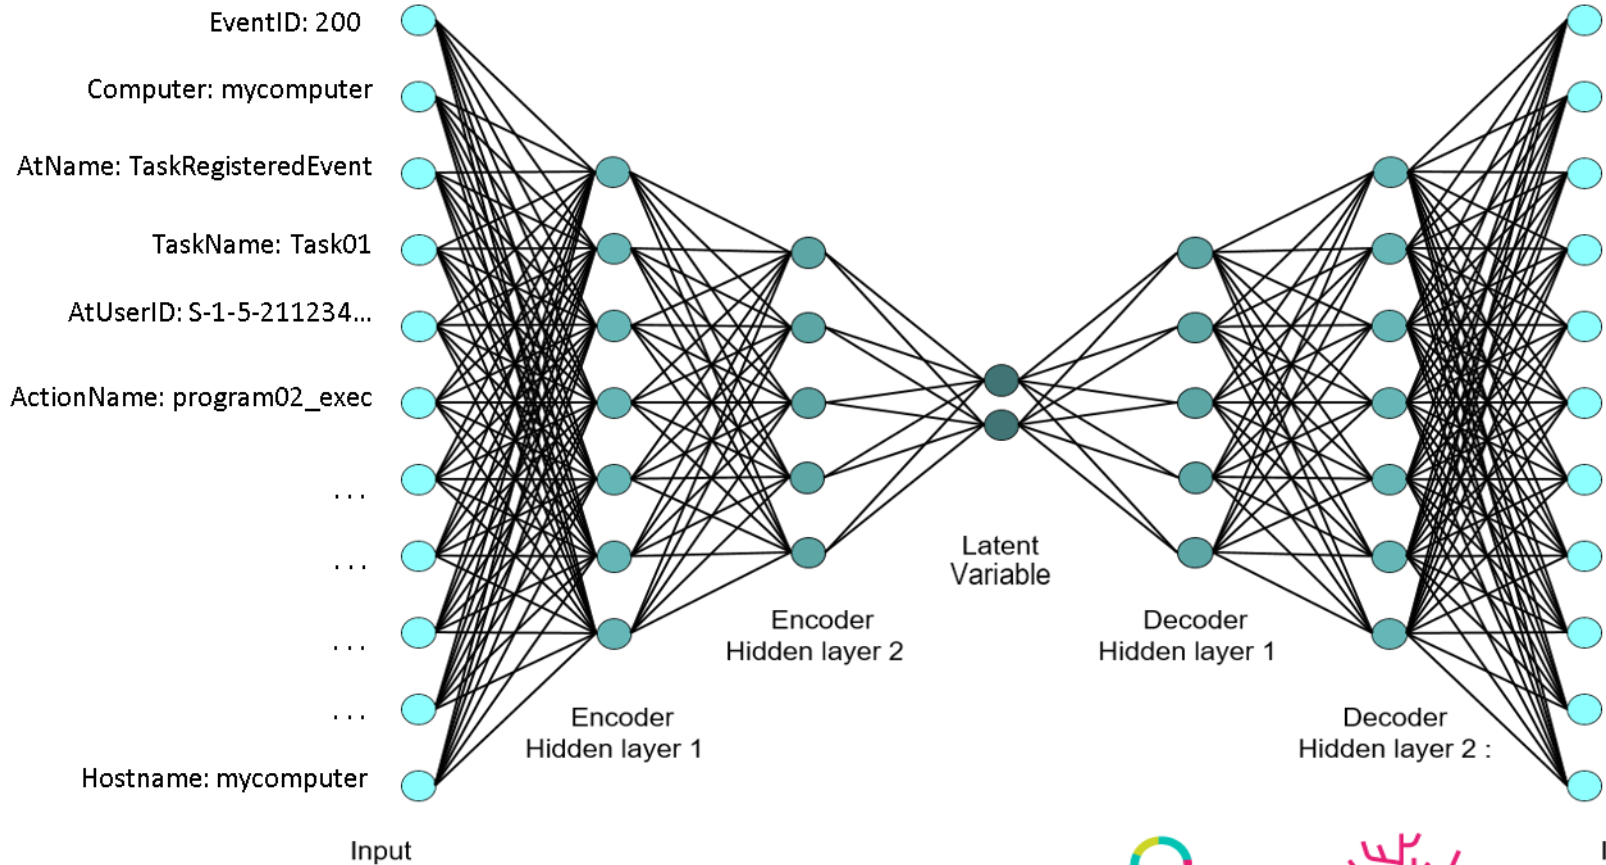 EventID: 200
Computer: mycomputer
AtName: TaskRegisteredEvent
TaskName: Task01
AtUserID: S-1-5-211234...
ActionName: program02_exec
...
...
...
...
Hostname: mycomputer
Input
Encoder
Hidden layer 1
Encoder
Hidden layer 2
Latent
Variable
Decoder
Hidden layer 1
Decoder
Hidden layer 2 :